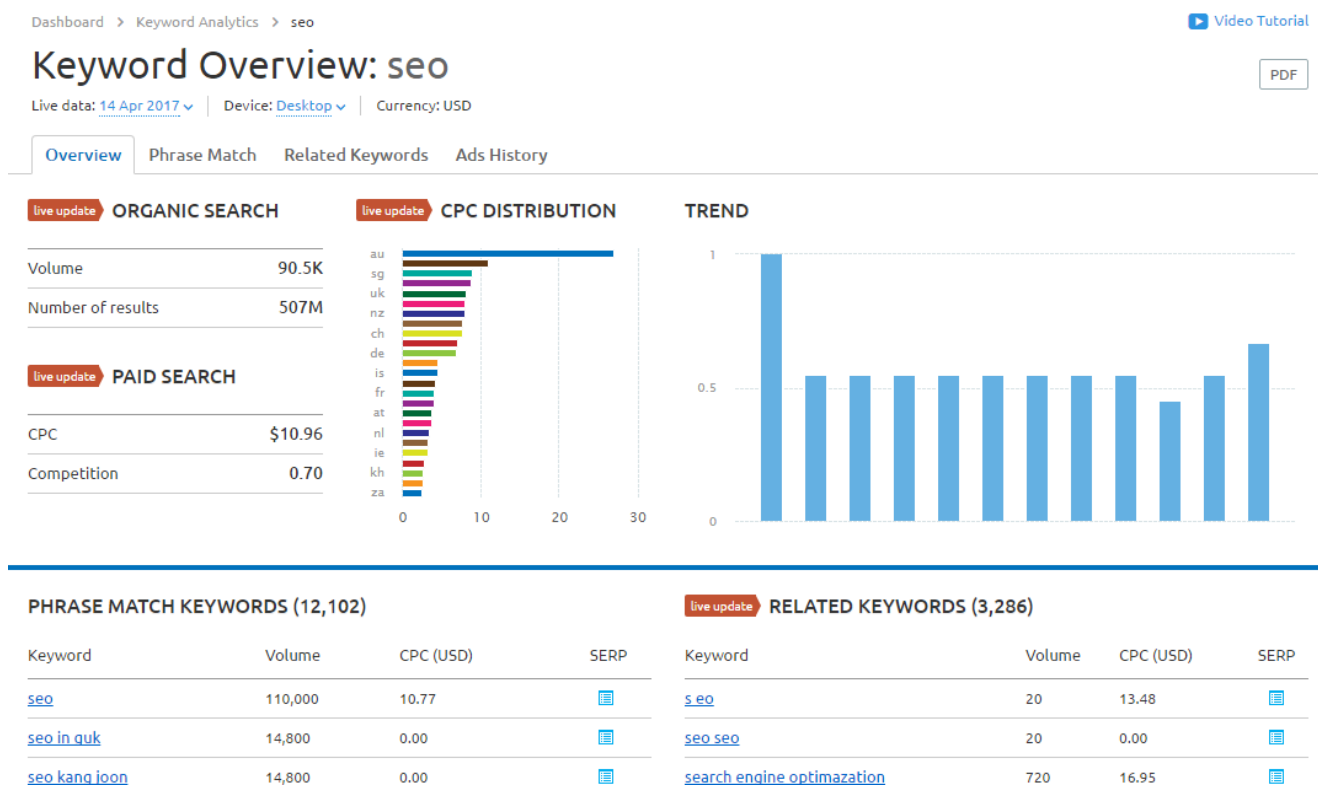 Dashboard > Keyword Analytics > seo
Video Tutorial
Keyword Overview: seo
PDF
Live data: 14 Apr 2017 Device: Desktop Currency: USD
Overview Phrase Match Related Keywords Ads History
live update ORGANIC SEARCH
Volume 90.5K
Number of results 507M
live update PAID SEARCH
CPC $10.96
Competition 0.70
live update CPC DISTRIBUTION
au
sg
uk
nz
ch
de
is
fr
at
nl
ie
kh
za
0 10 20 30
TREND
1
0.5
0
PHRASE MATCH KEYWORDS (12,102)
Keyword Volume CPC (USD) SERP
seo 110,000 10.77
seo in guk 14,800 0.00
seo kang joon 14,800 0.00
live update RELATED KEYWORDS (3,286)
Keyword Volume CPC (USD) SERP
s eo 20 13.48
seo seo 20 0.00
search engine optimazation 720 16.95